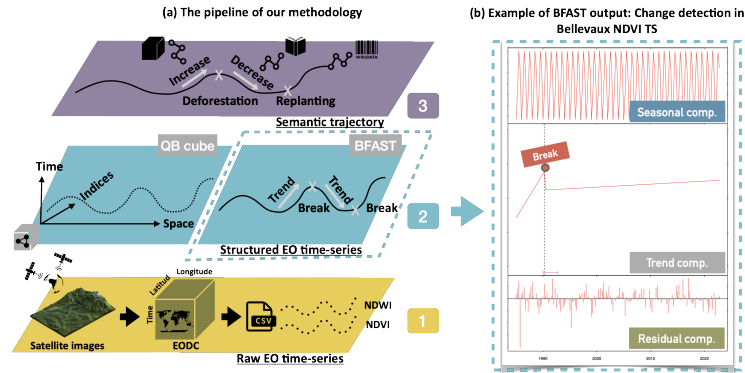 (a) The pipeline of our methodology
WIKIDATA
Increase
Decrease
Deforestation
Replanting
3
Semantic trajectory
QB cube
BFAST
Time
Indices
Space
Trend
Trend
Break
Break
2
Structured EO time-series
Longitude
Latitud
Time
CSV
NDWI
NDVI
1
Satellite images
EODC
Raw EO time-series
(b) Example of BFAST output: Change detection in
Bellevaux NDVI TS
Seasonal comp.
Break
Trend comp.
Residual comp.
1990
2000
2010
2020